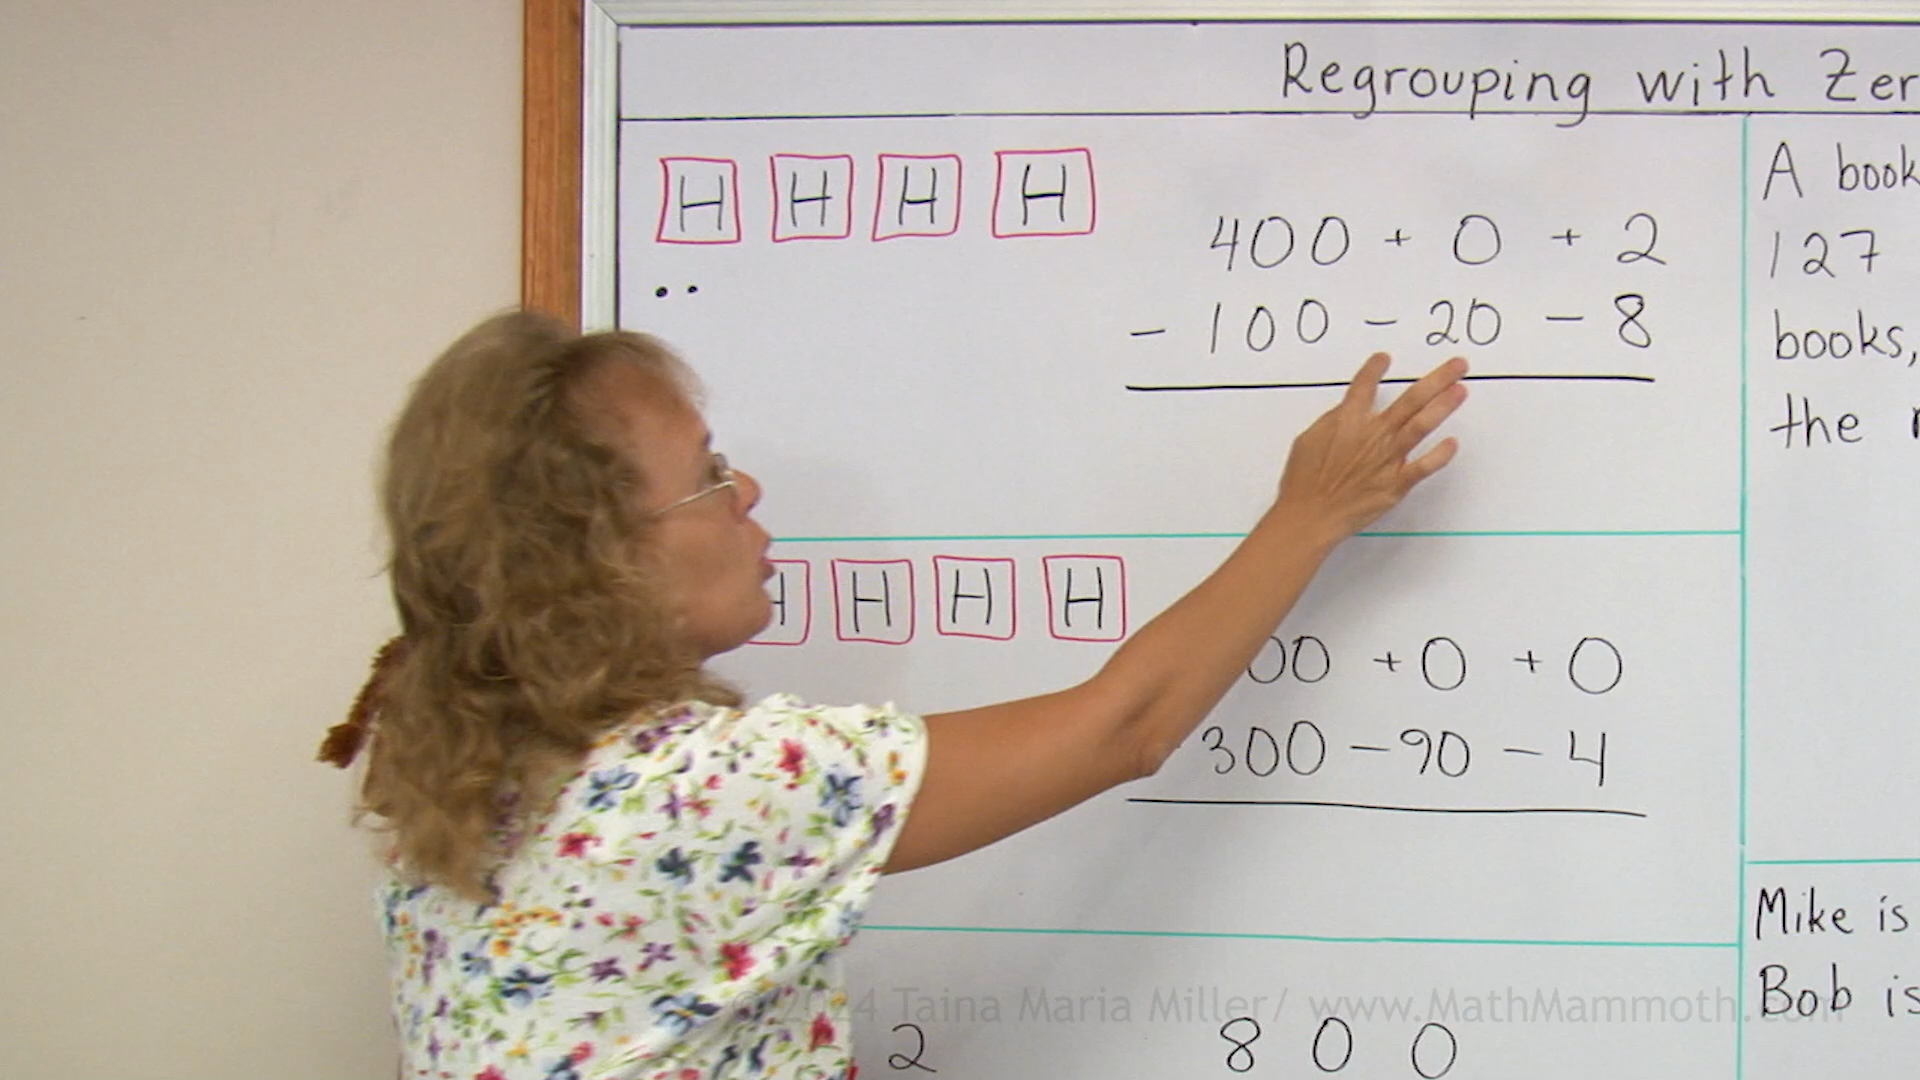 Regrouping with Zer
H H H H
400 + 0 + 2
- 100 - 20 - 8
A book
127
books,
the
H H H H
00 + 0 + 0
300 - 90 - 4
Mike is
Bob is
2
8 0 0
© 2024 Taina Maria Miller / www.MathMammoth.com